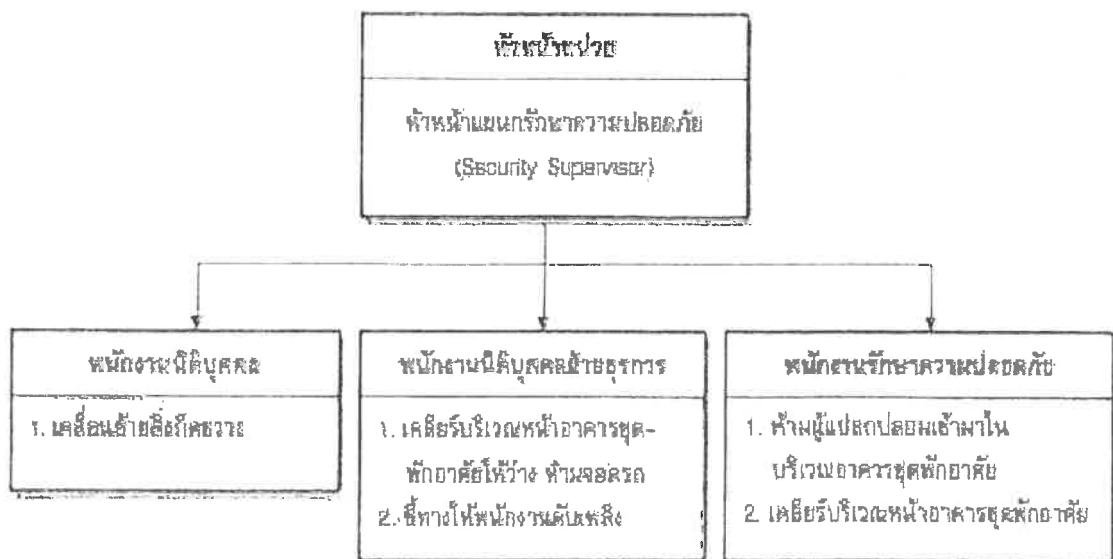 หัวหน้าหน่วย
หัวหน้าแผนกรักษาความปลอดภัย
(Security Supervisor)
พนักงานนิติบุคคล
1. เคลื่อนย้ายสิ่งกีดขวาง
พนักงานนิติบุคคลฝ่ายธุรการ
1. เคลียร์บริเวณหน้าอาคารชุด-
พักอาศัยให้ว่าง ห้ามจอดรถ
2. ชี้ทางให้พนักงานดับเพลิง
พนักงานรักษาความปลอดภัย
1. ห้ามผู้แปลกปลอมเข้ามาใน
บริเวณอาคารชุดพักอาศัย
2. เคลียร์บริเวณหน้าอาคารชุดพักอาศัย